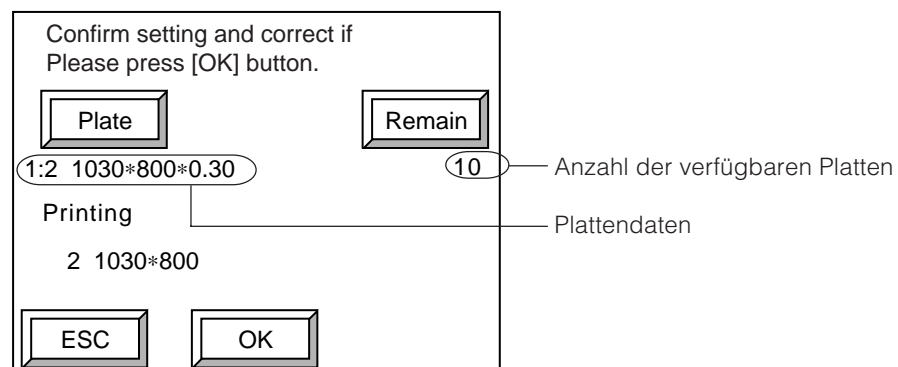 Confirm setting and correct if
Please press [OK] button.
Plate
Remain
1:2 1030*800*0.30
10
Anzahl der verfügbaren Platten
Printing
Plattendaten
2 1030*800
ESC
OK